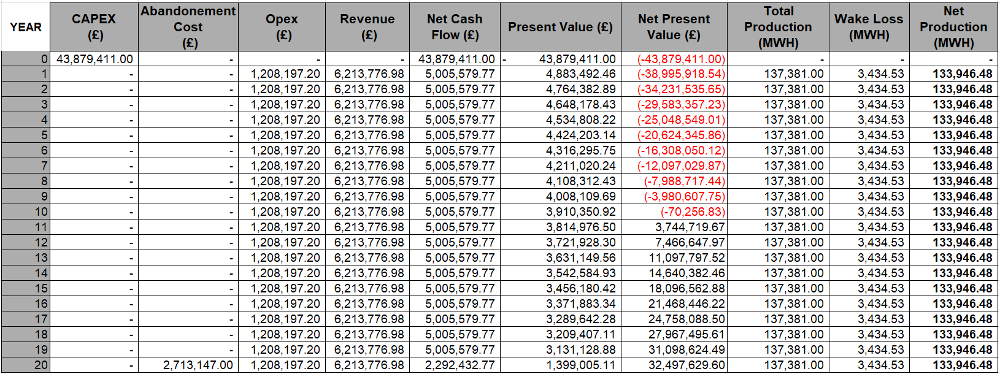 YEAR CAPEX (£) Abandonement Cost (£) Opex (£) Revenue (£) Net Cash Flow (£) Present Value (£) Net Present Value (£) Total Production (MWH) Wake Loss (MWH) Net Production (MWH)
0 43,879,411.00 - - - 43,879,411.00 - 43,879,411.00 (-43,879,411.00) - - -
1 - - 1,208,197.20 6,213,776.98 5,005,579.77 4,883,492.46 (-38,995,918.54) 137,381.00 3,434.53 133,946.48
2 - - 1,208,197.20 6,213,776.98 5,005,579.77 4,764,382.89 (-34,231,535.65) 137,381.00 3,434.53 133,946.48
3 - - 1,208,197.20 6,213,776.98 5,005,579.77 4,648,178.43 (-29,583,357.23) 137,381.00 3,434.53 133,946.48
4 - - 1,208,197.20 6,213,776.98 5,005,579.77 4,534,808.22 (-25,048,549.01) 137,381.00 3,434.53 133,946.48
5 - - 1,208,197.20 6,213,776.98 5,005,579.77 4,424,203.14 (-20,624,345.86) 137,381.00 3,434.53 133,946.48
6 - - 1,208,197.20 6,213,776.98 5,005,579.77 4,316,295.75 (-16,308,050.12) 137,381.00 3,434.53 133,946.48
7 - - 1,208,197.20 6,213,776.98 5,005,579.77 4,211,020.24 (-12,097,029.87) 137,381.00 3,434.53 133,946.48
8 - - 1,208,197.20 6,213,776.98 5,005,579.77 4,108,312.43 (-7,988,717.44) 137,381.00 3,434.53 133,946.48
9 - - 1,208,197.20 6,213,776.98 5,005,579.77 4,008,109.69 (-3,980,607.75) 137,381.00 3,434.53 133,946.48
10 - - 1,208,197.20 6,213,776.98 5,005,579.77 3,910,350.92 (-70,256.83) 137,381.00 3,434.53 133,946.48
11 - - 1,208,197.20 6,213,776.98 5,005,579.77 3,814,976.50 3,744,719.67 137,381.00 3,434.53 133,946.48
12 - - 1,208,197.20 6,213,776.98 5,005,579.77 3,721,928.30 7,466,647.97 137,381.00 3,434.53 133,946.48
13 - - 1,208,197.20 6,213,776.98 5,005,579.77 3,631,149.56 11,097,797.52 137,381.00 3,434.53 133,946.48
14 - - 1,208,197.20 6,213,776.98 5,005,579.77 3,542,584.93 14,640,382.46 137,381.00 3,434.53 133,946.48
15 - - 1,208,197.20 6,213,776.98 5,005,579.77 3,456,180.42 18,096,562.88 137,381.00 3,434.53 133,946.48
16 - - 1,208,197.20 6,213,776.98 5,005,579.77 3,371,883.34 21,468,446.22 137,381.00 3,434.53 133,946.48
17 - - 1,208,197.20 6,213,776.98 5,005,579.77 3,289,642.28 24,758,088.50 137,381.00 3,434.53 133,946.48
18 - - 1,208,197.20 6,213,776.98 5,005,579.77 3,209,407.11 27,967,495.61 137,381.00 3,434.53 133,946.48
19 - - 1,208,197.20 6,213,776.98 5,005,579.77 3,131,128.88 31,098,624.49 137,381.00 3,434.53 133,946.48
20 - 2,713,147.00 1,208,197.20 6,213,776.98 2,292,432.77 1,399,005.11 32,497,629.60 137,381.00 3,434.53 133,946.48